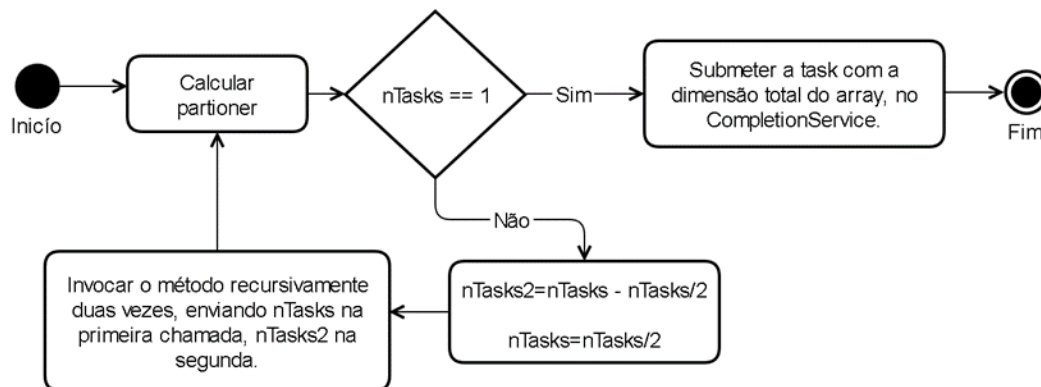 Inicío
Calcular
partioner
nTasks == 1
Sim
Submeter a task com a
dimensão total do array, no
CompletionService.
Fim
Não
nTasks2=nTasks - nTasks/2
nTasks=nTasks/2
Invocar o método recursivamente
duas vezes, enviando nTasks na
primeira chamada, nTasks2 na
segunda.